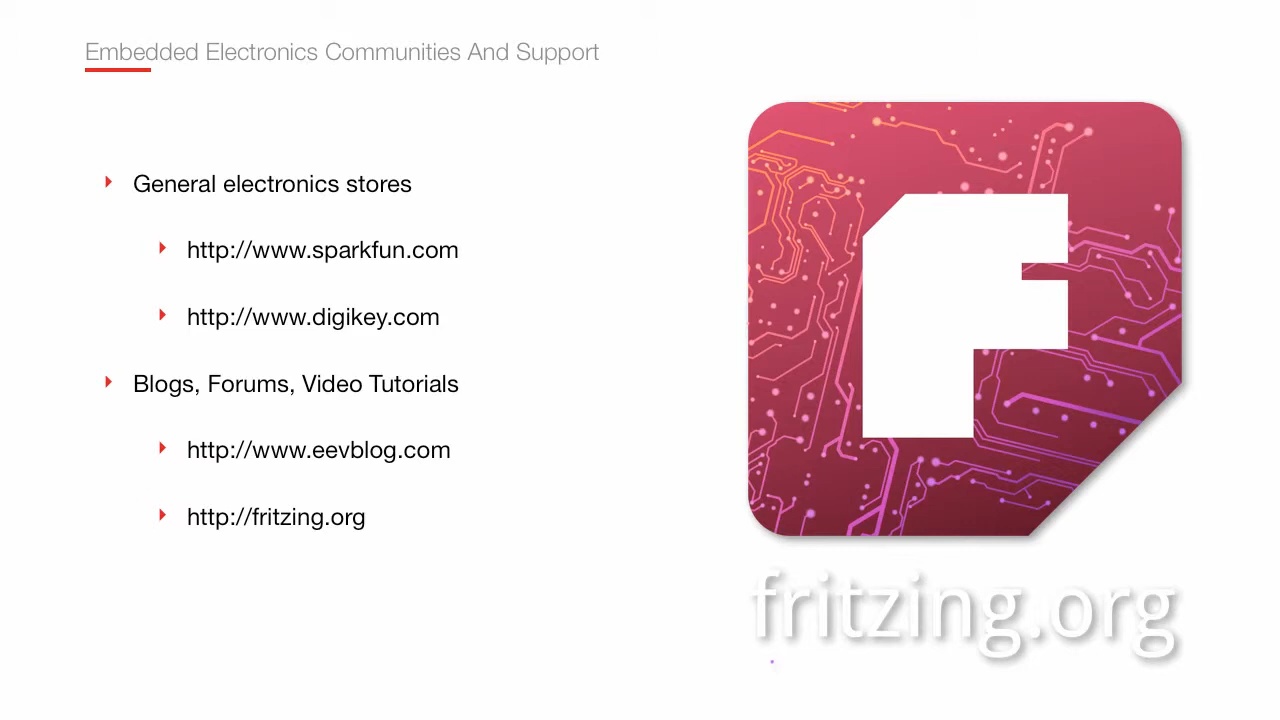 Embedded Electronics Communities And Support
General electronics stores
http://www.sparkfun.com
http://www.digikey.com
Blogs, Forums, Video Tutorials
http://www.eevblog.com
http://fritzing.org
F
fritzing.org